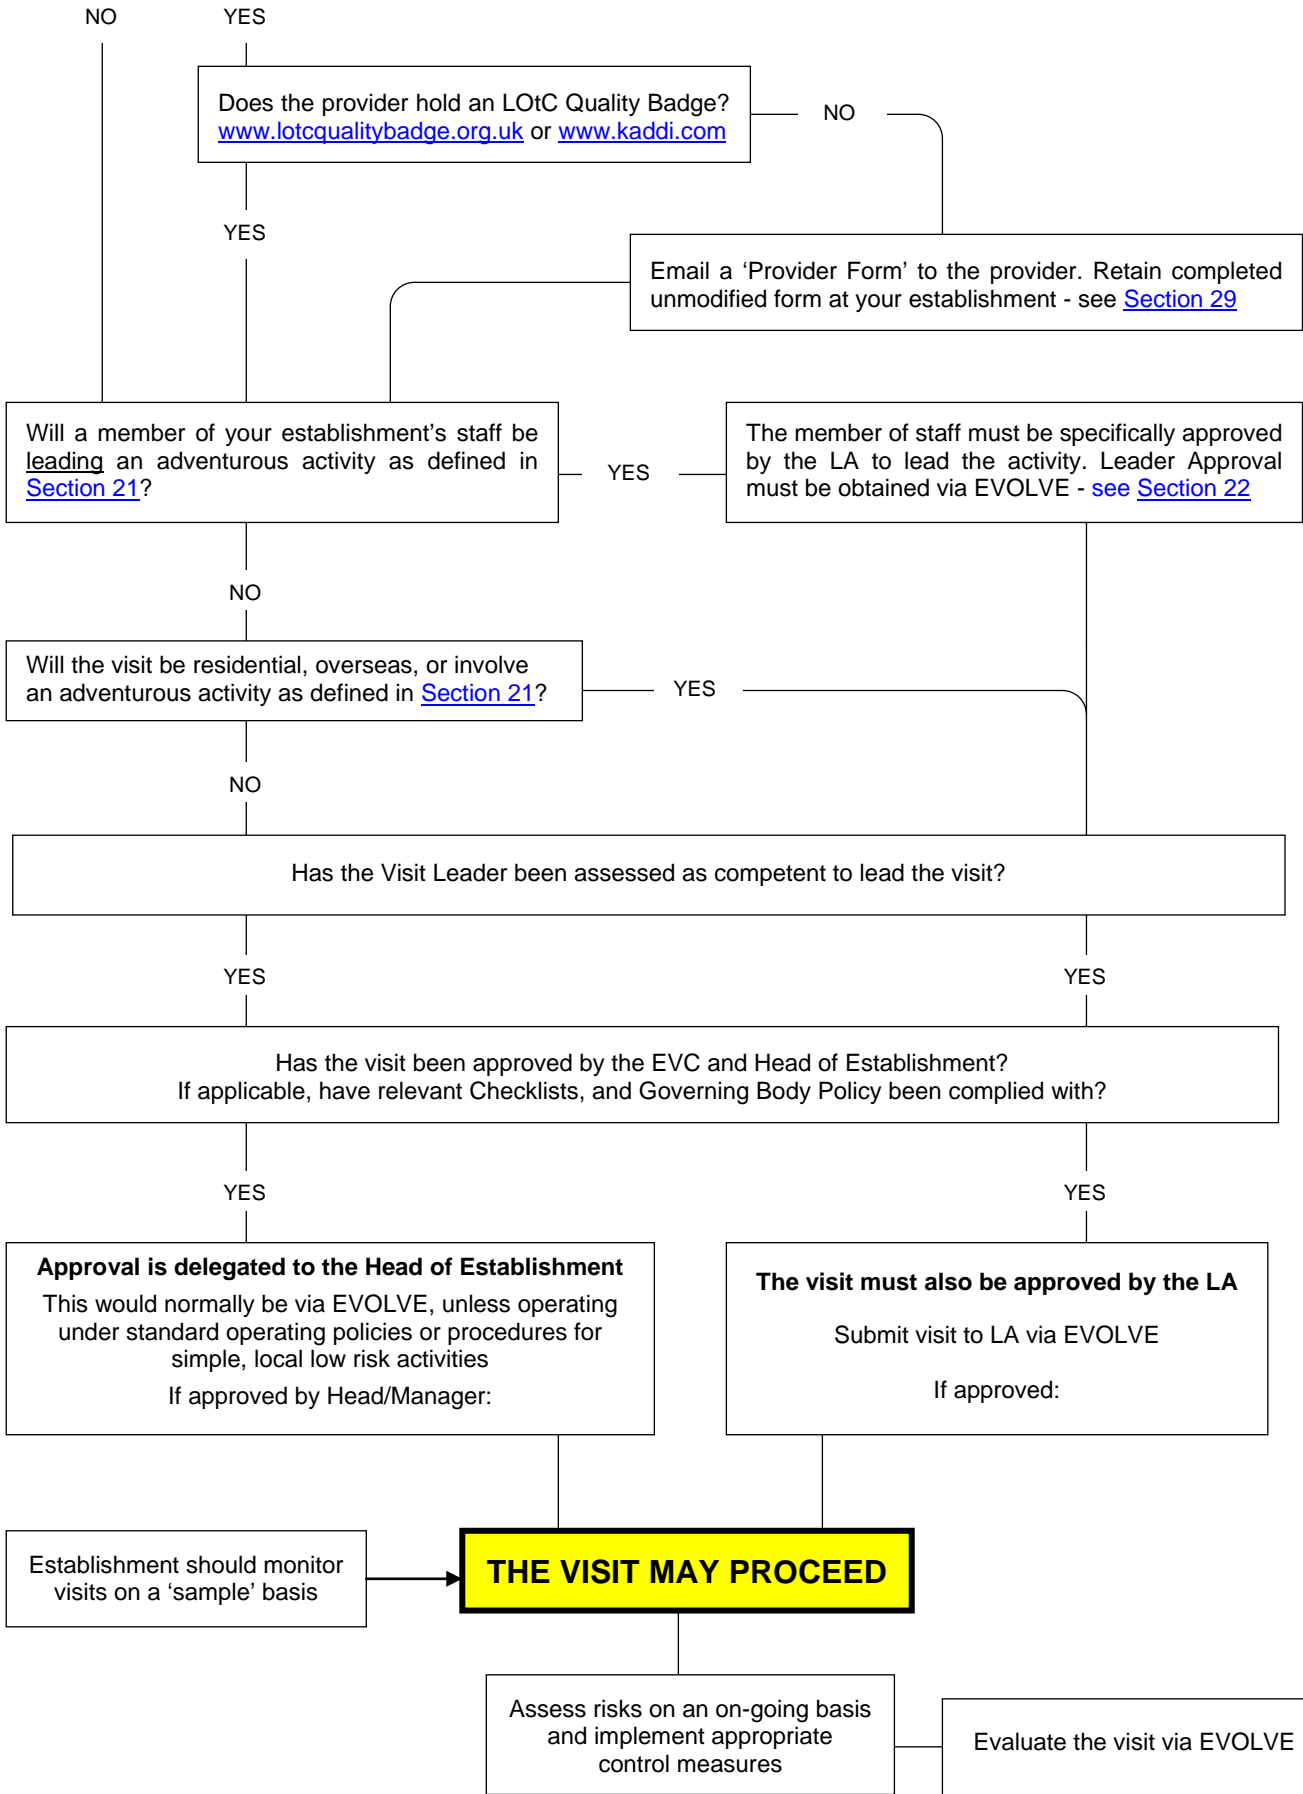 NO
YES
Does the provider hold an LOtC Quality Badge?
www.lotcqualitybadge.org.uk or www.kaddi.com
NO
YES
Email a ‘Provider Form’ to the provider. Retain completed
unmodified form at your establishment - see Section 29
Will a member of your establishment’s staff be
leading an adventurous activity as defined in
Section 21?
YES
The member of staff must be specifically approved
by the LA to lead the activity. Leader Approval
must be obtained via EVOLVE - see Section 22
NO
Will the visit be residential, overseas, or involve
an adventurous activity as defined in Section 21?
YES
NO
Has the Visit Leader been assessed as competent to lead the visit?
YES
YES
Has the visit been approved by the EVC and Head of Establishment?
If applicable, have relevant Checklists, and Governing Body Policy been complied with?
YES
YES
Approval is delegated to the Head of Establishment
This would normally be via EVOLVE, unless operating
under standard operating policies or procedures for
simple, local low risk activities
If approved by Head/Manager:
The visit must also be approved by the LA
Submit visit to LA via EVOLVE
If approved:
Establishment should monitor
visits on a ‘sample’ basis
THE VISIT MAY PROCEED
Assess risks on an on-going basis
and implement appropriate
control measures
Evaluate the visit via EVOLVE